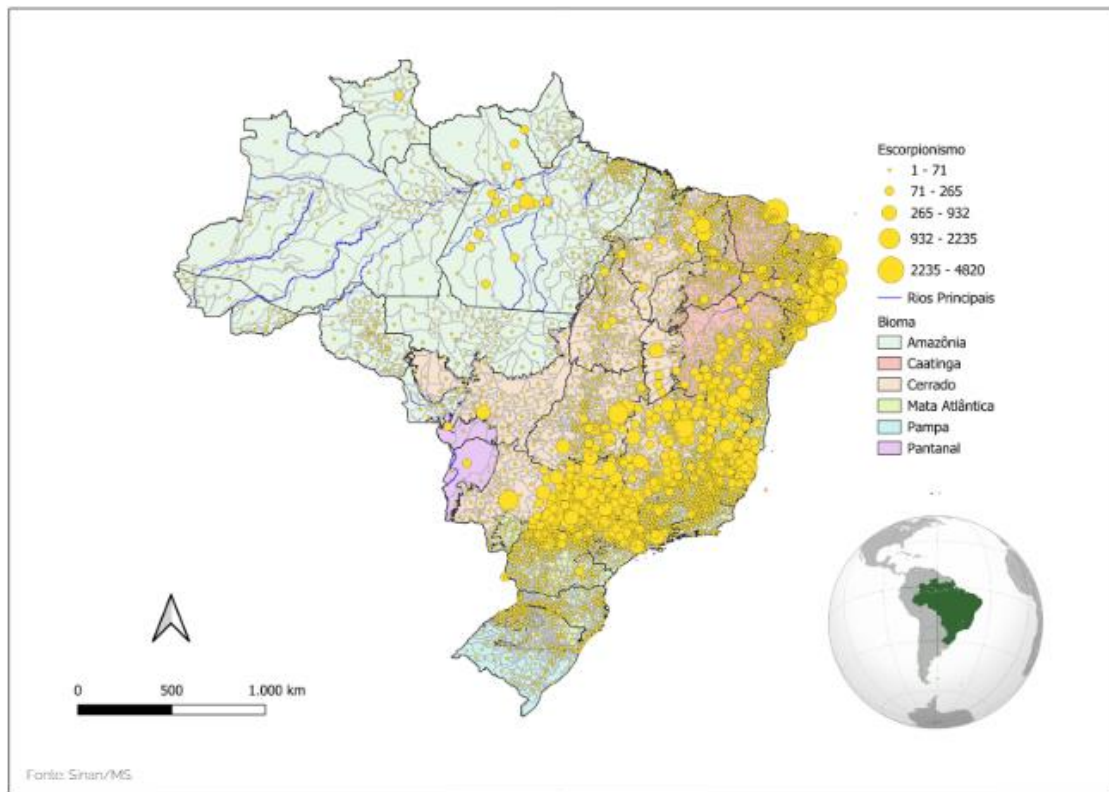 Escorpionismo
1 - 71
71 - 265
265 - 932
932 - 2235
2235 - 4820
Rios Principais
Bioma
Amazônia
Caatinga
Cerrado
Mata Atlântica
Pampa
Pantanal
0 500 1.000 km
Fonte: Sinan/MS.